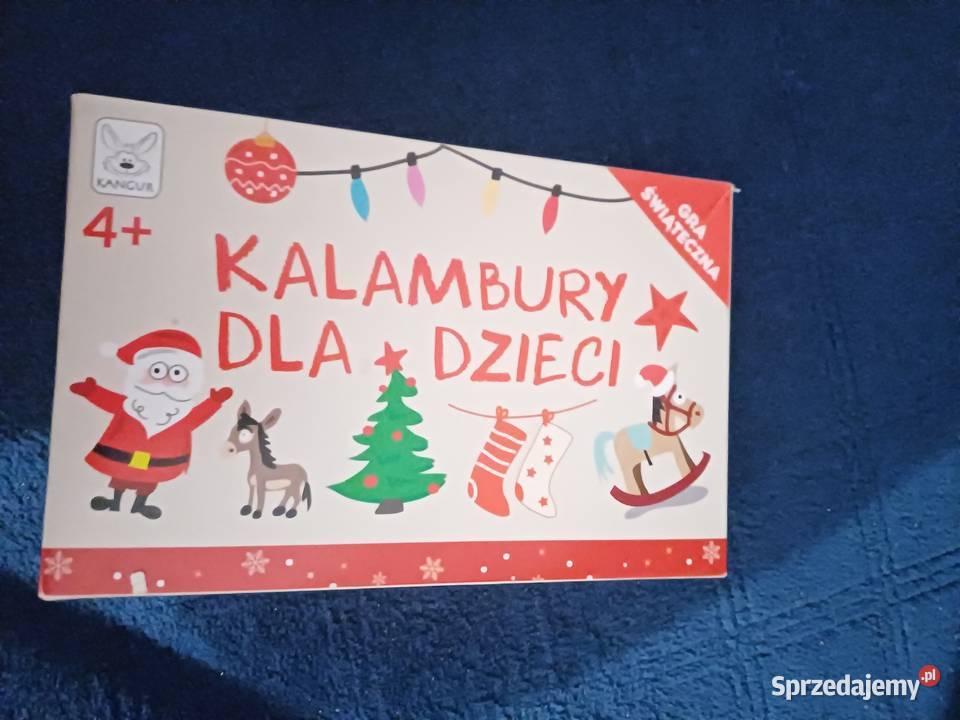 KANGUR
4+
GRA
ŚWIĄTECZNA
KALAMBURY
DLA DZIECI
Sprzedajemy.pl